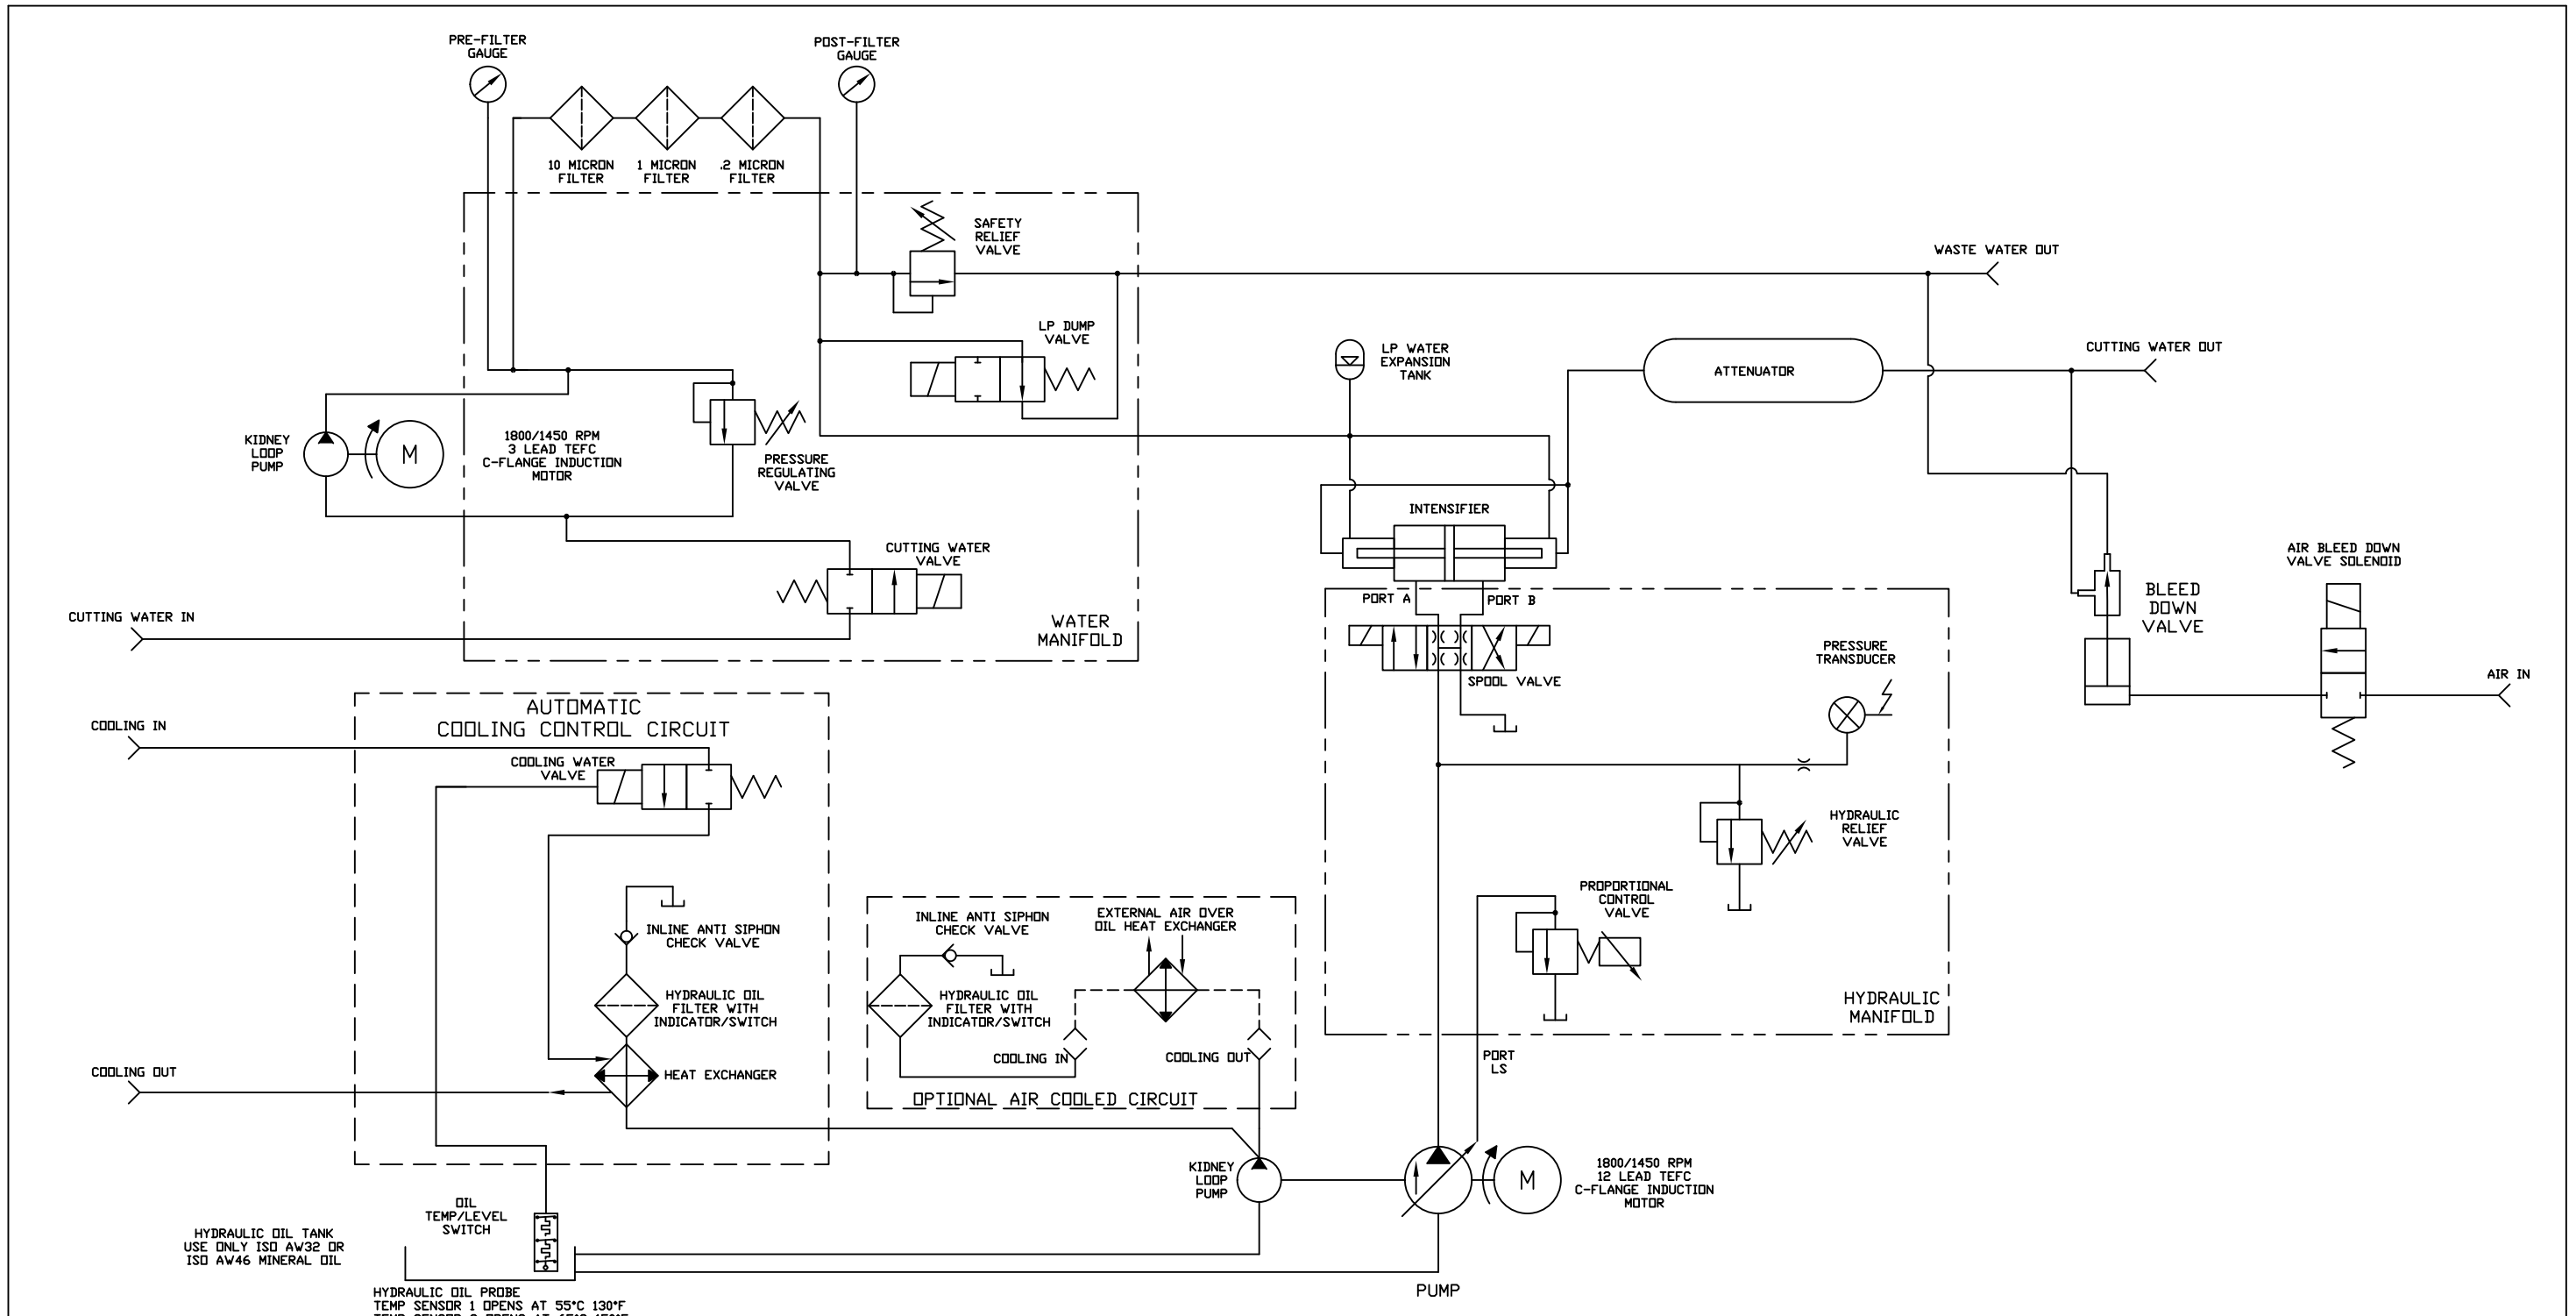 PRE-FILTER
GAUGE
POST-FILTER
GAUGE
10 MICRON
FILTER
1 MICRON
FILTER
.2 MICRON
FILTER
SAFETY
RELIEF
VALVE
WASTE WATER OUT
LP DUMP
VALVE
LP WATER
EXPANSION
TANK
ATTENUATOR
CUTTING WATER OUT
KIDNEY
LOOP
PUMP
M
1800/1450 RPM
3 LEAD TEFC
C-FLANGE INDUCTION
MOTOR
PRESSURE
REGULATING
VALVE
INTENSIFIER
CUTTING WATER
VALVE
AIR BLEED DOWN
VALVE SOLENOID
CUTTING WATER IN
WATER
MANIFOLD
PORT A
PORT B
BLEED
DOWN
VALVE
SPOOL VALVE
PRESSURE
TRANSDUCER
AIR IN
AUTOMATIC
COOLING CONTROL CIRCUIT
COOLING IN
COOLING WATER
VALVE
HYDRAULIC
RELIEF
VALVE
PROPORTIONAL
CONTROL
VALVE
INLINE ANTI SIPHON
CHECK VALVE
INLINE ANTI SIPHON
CHECK VALVE
EXTERNAL AIR OVER
OIL HEAT EXCHANGER
HYDRAULIC OIL
FILTER WITH
INDICATOR/SWITCH
HYDRAULIC OIL
FILTER WITH
INDICATOR/SWITCH
HYDRAULIC
MANIFOLD
COOLING IN
COOLING OUT
PORT
LS
COOLING OUT
HEAT EXCHANGER
OPTIONAL AIR COOLED CIRCUIT
KIDNEY
LOOP
PUMP
M
1800/1450 RPM
12 LEAD TEFC
C-FLANGE INDUCTION
MOTOR
OIL
TEMP/LEVEL
SWITCH
HYDRAULIC OIL TANK
USE ONLY ISO AW32 OR
ISO AW46 MINERAL OIL
PUMP
HYDRAULIC OIL PROBE
TEMP SENSOR 1 OPENS AT 55°C 130°F